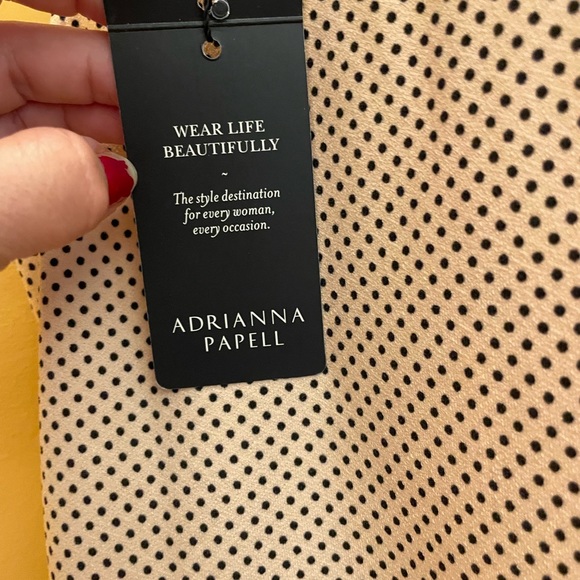 WEAR LIFE
BEAUTIFULLY
~
The style destination
for every woman,
every occasion.
ADRIANNA
PAPELL